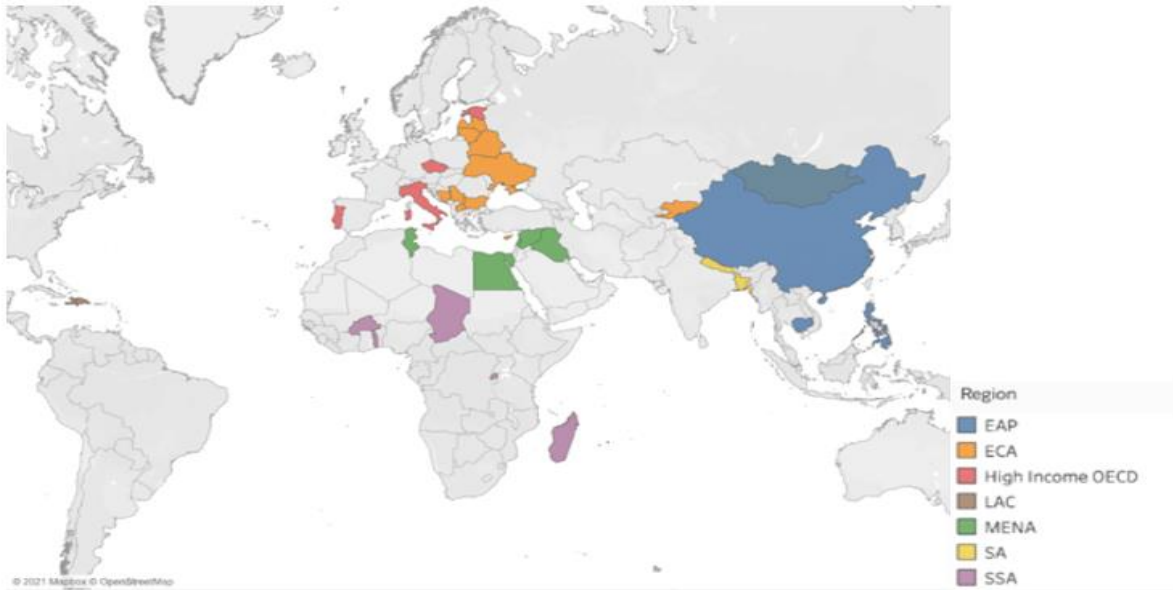 Region
EAP
ECA
High Income OECD
LAC
MENA
SA
SSA
© 2021 Mapbox © OpenStreetMap